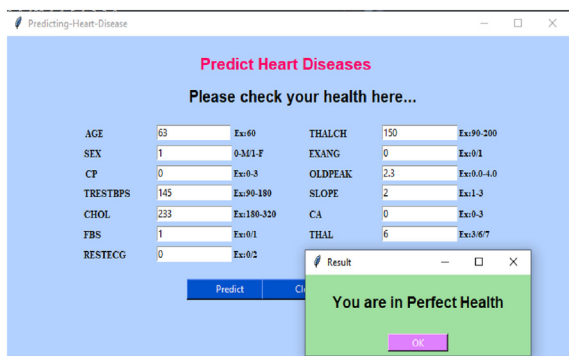 Predicting-Heart-Disease
Predict Heart Diseases
Please check your health here...
AGE 63 Ex:60 THALCH 150 Ex:90-200
SEX 1 0-M/1-F EXANG 0 Ex:0/1
CP 0 Ex:0-3 OLDPEAK 2.3 Ex:0.0-4.0
TRESTBPS 145 Ex:90-180 SLOPE 2 Ex:1-3
CHOL 233 Ex:180-320 CA 0 Ex:0-3
FBS 1 Ex:0/1 THAL 6 Ex:3/6/7
RESTECG 0 Ex:0/2
Predict Cl
Result
You are in Perfect Health
OK